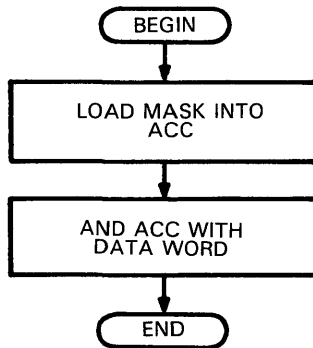 BEGIN
LOAD MASK INTO
ACC
AND ACC WITH
DATA WORD
END